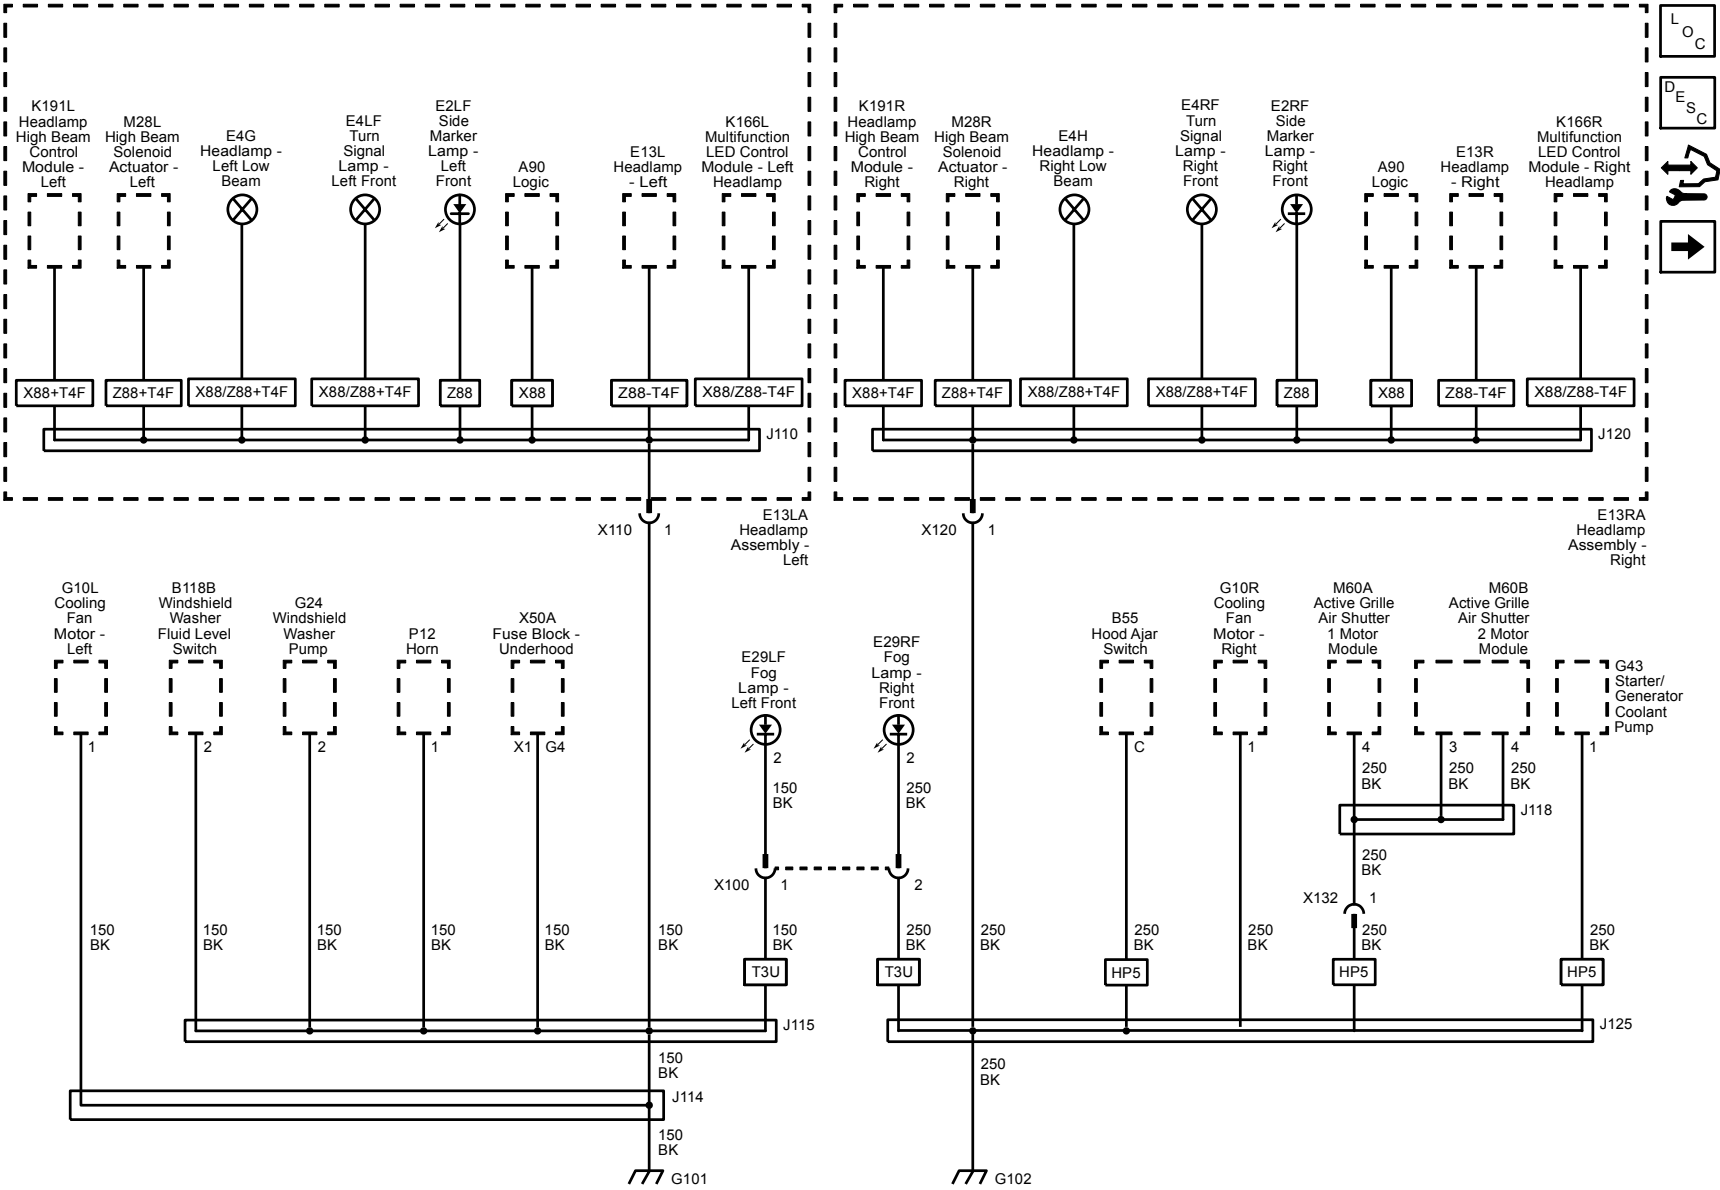 L
O
C
D
E
S
C
K191L
Headlamp
High Beam
Control
Module -
Left
M28L
High Beam
Solenoid
Actuator -
Left
E4G
Headlamp -
Left Low
Beam
E4LF
Turn
Signal
Lamp -
Left Front
E2LF
Side
Marker
Lamp -
Left
Front
A90
Logic
E13L
Headlamp
- Left
K166L
Multifunction
LED Control
Module - Left
Headlamp
K191R
Headlamp
High Beam
Control
Module -
Right
M28R
High Beam
Solenoid
Actuator -
Right
E4H
Headlamp -
Right Low
Beam
E4RF
Turn
Signal
Lamp -
Right
Front
E2RF
Side
Marker
Lamp -
Right
Front
A90
Logic
E13R
Headlamp
- Right
K166R
Multifunction
LED Control
Module - Right
Headlamp
X88+T4F
Z88+T4F
X88/Z88+T4F
X88/Z88+T4F
Z88
X88
Z88-T4F
X88/Z88-T4F
J110
X88+T4F
Z88+T4F
X88/Z88+T4F
X88/Z88+T4F
Z88
X88
Z88-T4F
X88/Z88-T4F
J120
X110
1
E13LA
Headlamp
Assembly -
Left
X120
1
E13RA
Headlamp
Assembly -
Right
G10L
Cooling
Fan
Motor -
Left
B118B
Windshield
Washer
Fluid Level
Switch
G24
Windshield
Washer
Pump
P12
Horn
X50A
Fuse Block -
Underhood
E29LF
Fog
Lamp -
Left Front
E29RF
Fog
Lamp -
Right
Front
B55
Hood Ajar
Switch
G10R
Cooling
Fan
Motor -
Right
M60A
Active Grille
Air Shutter
1 Motor
Module
M60B
Active Grille
Air Shutter
2 Motor
Module
G43
Starter/
Generator
Coolant
Pump
1
2
2
1
X1
G4
2
2
C
1
4
3
4
1
150
BK
250
BK
250
BK
250
BK
250
BK
J118
250
BK
X100
1
2
X132
1
150
BK
150
BK
150
BK
150
BK
150
BK
150
BK
150
BK
250
BK
250
BK
250
BK
250
BK
250
BK
250
BK
T3U
T3U
HP5
HP5
HP5
J115
J125
150
BK
250
BK
J114
150
BK
G101
G102